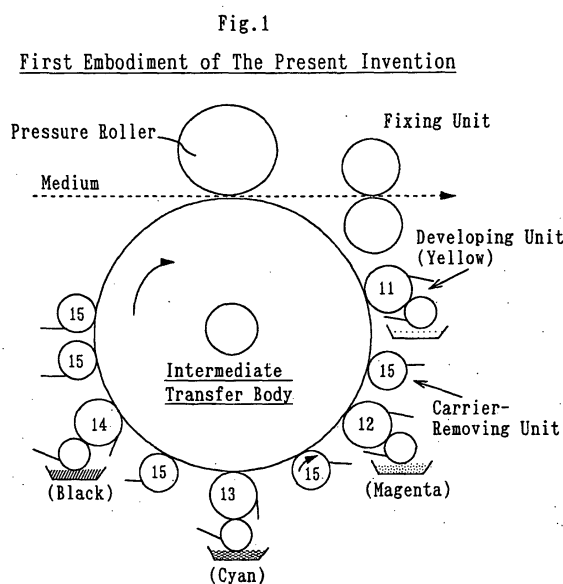 Fig.1
First Embodiment of The Present Invention
Pressure Roller
Fixing Unit
Medium
Developing Unit
(Yellow)
11
15
15
15
Intermediate
Transfer Body
Carrier-
Removing Unit
12
14
15
13
15
(Black)
(Magenta)
(Cyan)